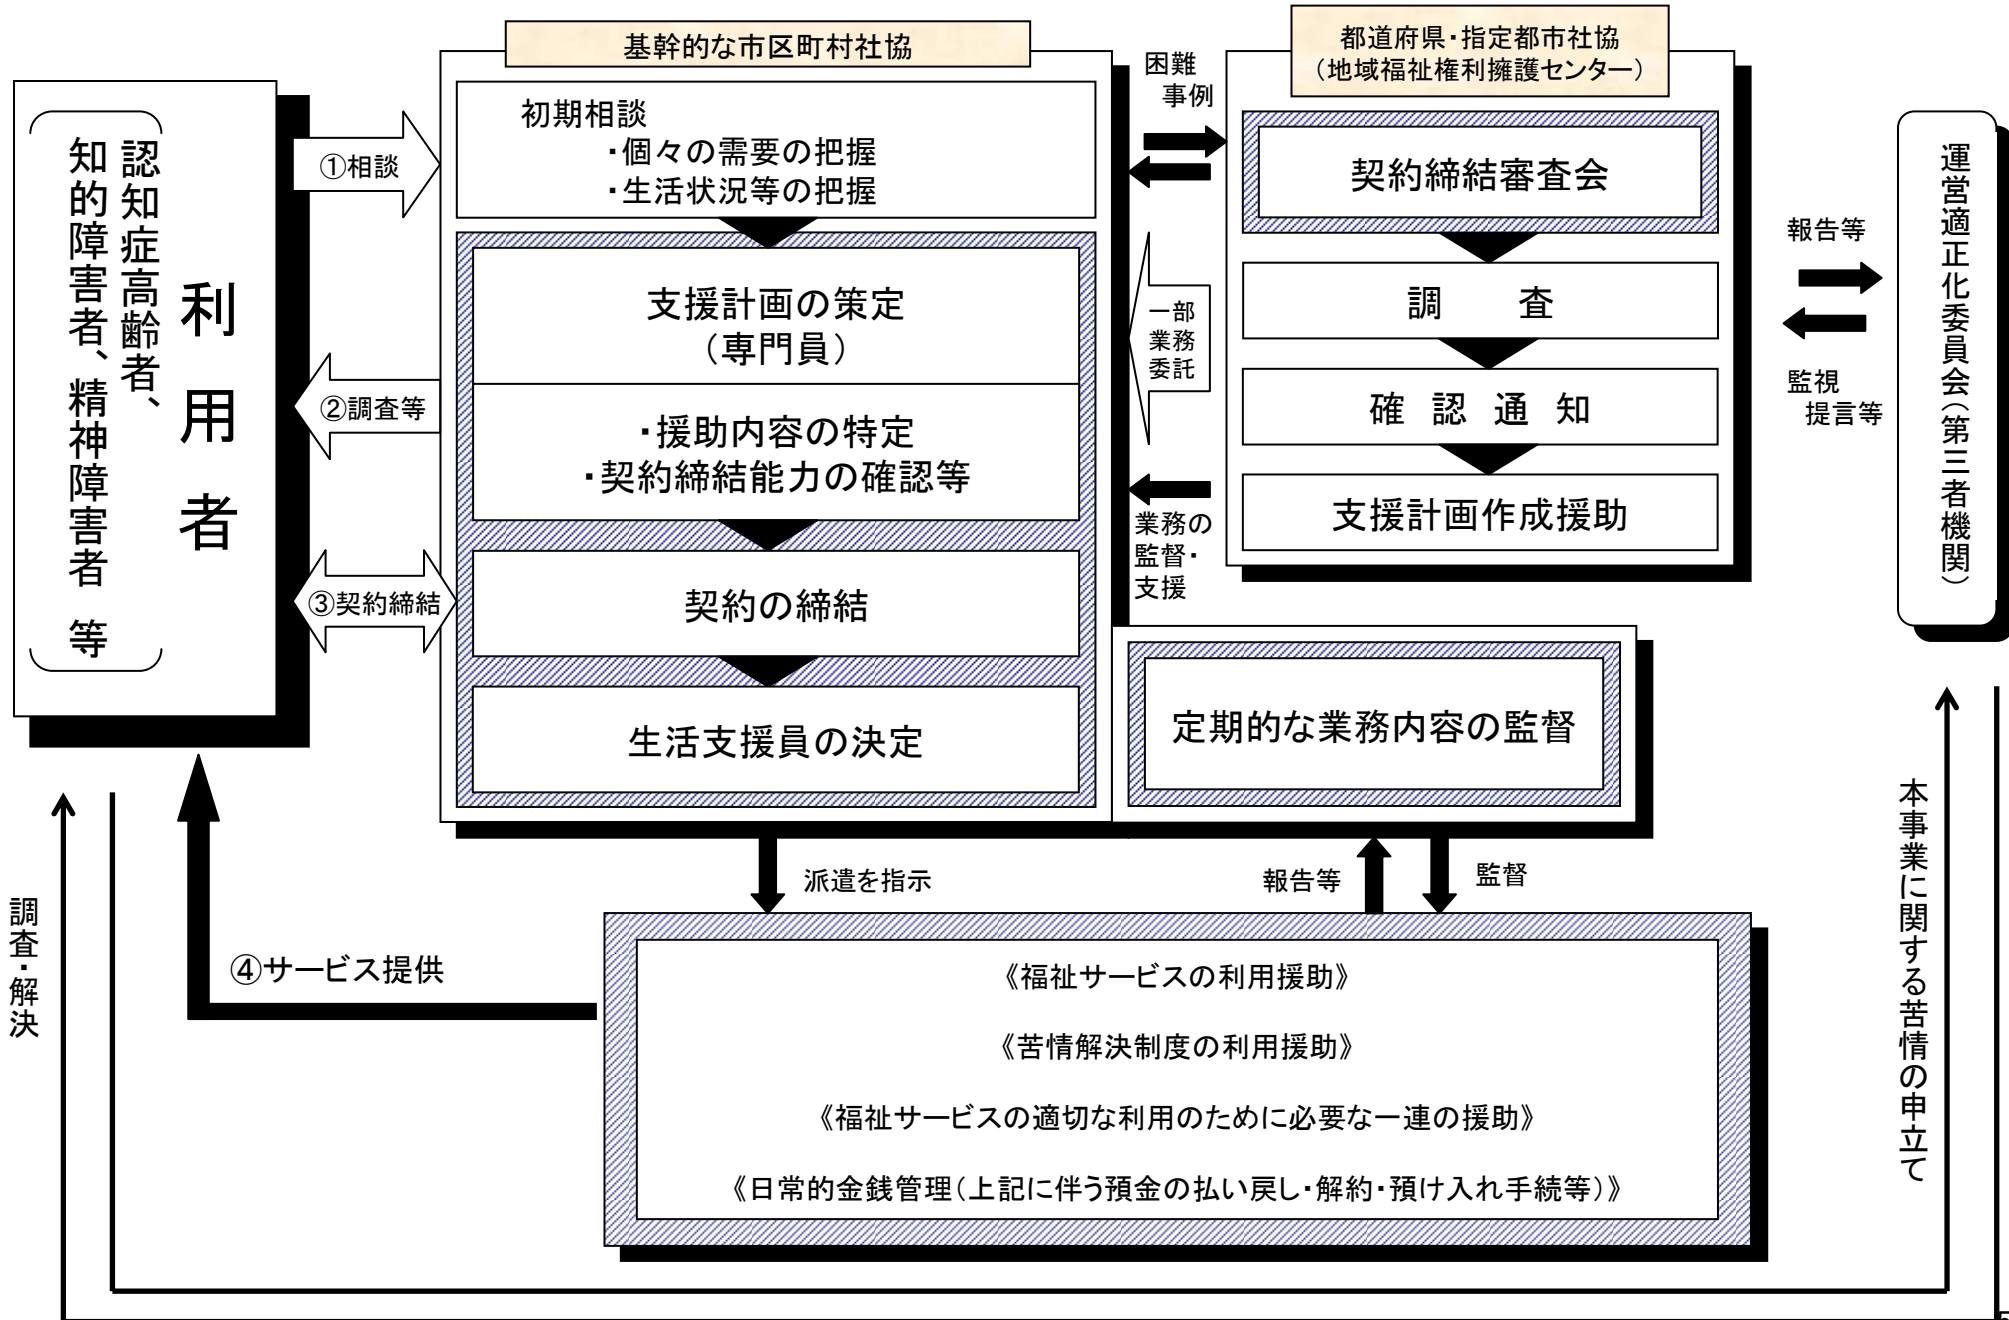 基幹的な市区町村社協
都道府県・指定都市社協
（地域福祉権利擁護センター）
利用者
認知症高齢者、
知的障害者、精神障害者 等
①相談
②調査等
③契約締結
初期相談
・個々の需要の把握
・生活状況等の把握
支援計画の策定
（専門員）
・援助内容の特定
・契約締結能力の確認等
契約の締結
生活支援員の決定
困難
事例
一部
業務
委託
業務の
監督・
支援
契約締結審査会
調　査
確 認 通 知
支援計画作成援助
報告等
監視
提言等
運営適正化委員会（第三者機関）
定期的な業務内容の監督
派遣を指示
報告等
監督
④サービス提供
《福祉サービスの利用援助》
《苦情解決制度の利用援助》
《福祉サービスの適切な利用のために必要な一連の援助》
《日常的金銭管理（上記に伴う預金の払い戻し・解約・預け入れ手続等）》
調査・解決
本事業に関する苦情の申立て